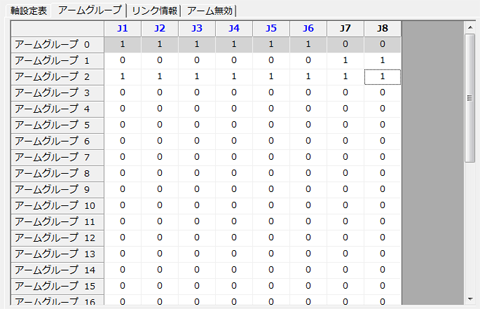 軸設定表 アームグループ リンク情報 アーム無効
J1 J2 J3 J4 J5 J6 J7 J8
アームグループ 0 1 1 1 1 1 1 0 0
アームグループ 1 0 0 0 0 0 0 1 1
アームグループ 2 1 1 1 1 1 1 1 1
アームグループ 3 0 0 0 0 0 0 0 0
アームグループ 4 0 0 0 0 0 0 0 0
アームグループ 5 0 0 0 0 0 0 0 0
アームグループ 6 0 0 0 0 0 0 0 0
アームグループ 7 0 0 0 0 0 0 0 0
アームグループ 8 0 0 0 0 0 0 0 0
アームグループ 9 0 0 0 0 0 0 0 0
アームグループ 10 0 0 0 0 0 0 0 0
アームグループ 11 0 0 0 0 0 0 0 0
アームグループ 12 0 0 0 0 0 0 0 0
アームグループ 13 0 0 0 0 0 0 0 0
アームグループ 14 0 0 0 0 0 0 0 0
アームグループ 15 0 0 0 0 0 0 0 0
アームグループ 16 0 0 0 0 0 0 0 0